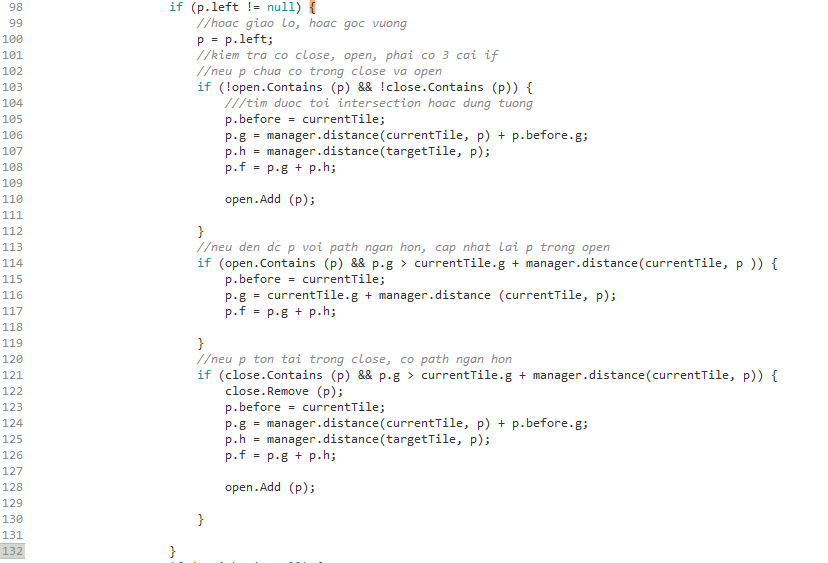 98 if (p.left != null) {
99 //hoac giao lo, hoac goc vuong
100 p = p.left;
101 //kiem tra co close, open, phai co 3 cai if
102 //neu p chua co trong close va open
103 if (!open.Contains (p) && !close.Contains (p)) {
104 ///tim duoc toi intersection hoac dung tuong
105 p.before = currentTile;
106 p.g = manager.distance(currentTile, p) + p.before.g;
107 p.h = manager.distance(targetTile, p);
108 p.f = p.g + p.h;
109
110 open.Add (p);
111
112 }
113 //neu den dc p voi path ngan hon, cap nhat lai p trong open
114 if (open.Contains (p) && p.g > currentTile.g + manager.distance(currentTile, p )) {
115 p.before = currentTile;
116 p.g = currentTile.g + manager.distance (currentTile, p);
117 p.f = p.g + p.h;
118
119 }
120 //neu p ton tai trong close, co path ngan hon
121 if (close.Contains (p) && p.g > currentTile.g + manager.distance(currentTile, p)) {
122 close.Remove (p);
123 p.before = currentTile;
124 p.g = manager.distance(currentTile, p) + p.before.g;
125 p.h = manager.distance(targetTile, p);
126 p.f = p.g + p.h;
127
128 open.Add (p);
129
130 }
131
132 }